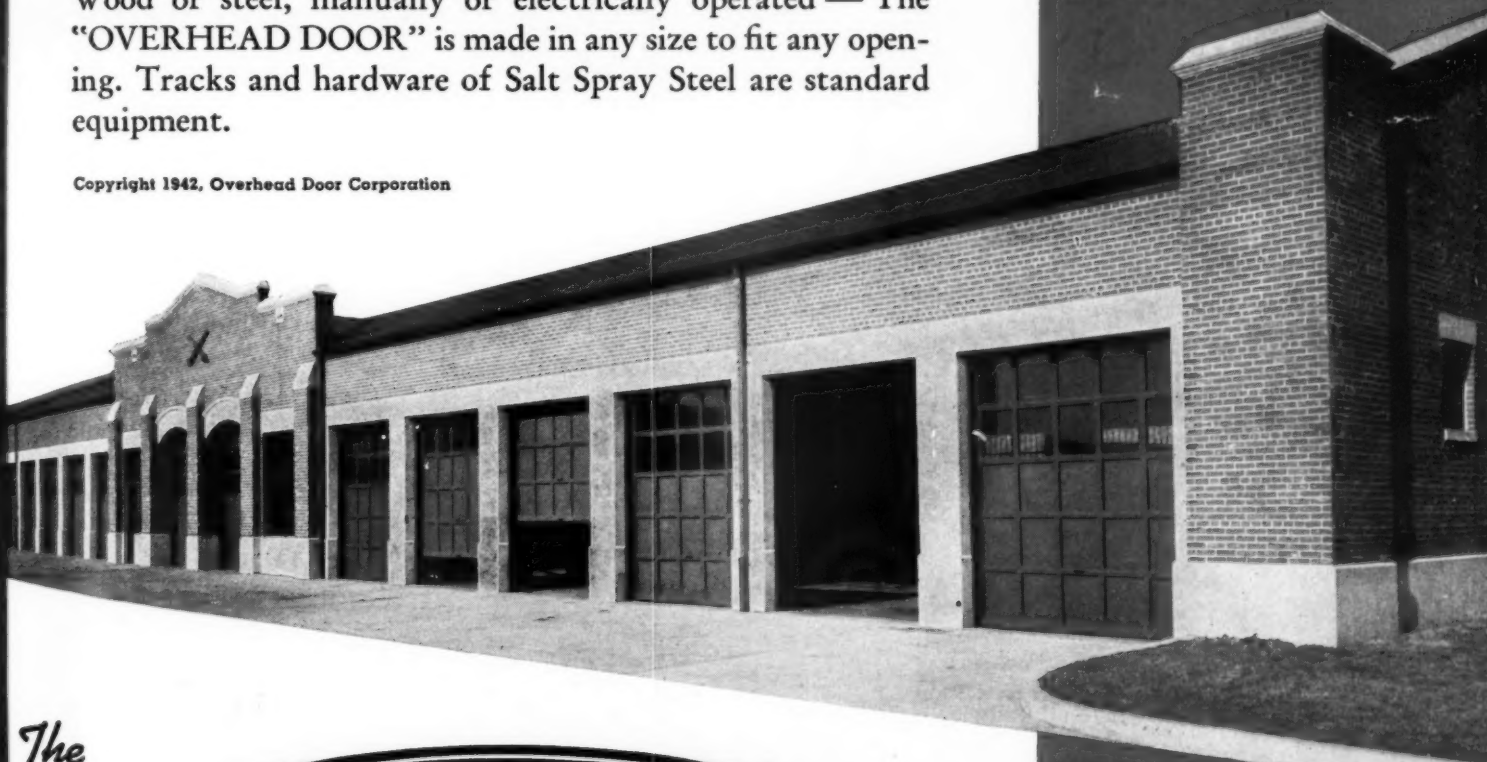 wood or steel, manually or electrically operated — The
"OVERHEAD DOOR" is made in any size to fit any open-
ing. Tracks and hardware of Salt Spray Steel are standard
equipment.
Copyright 1942, Overhead Door Corporation
The